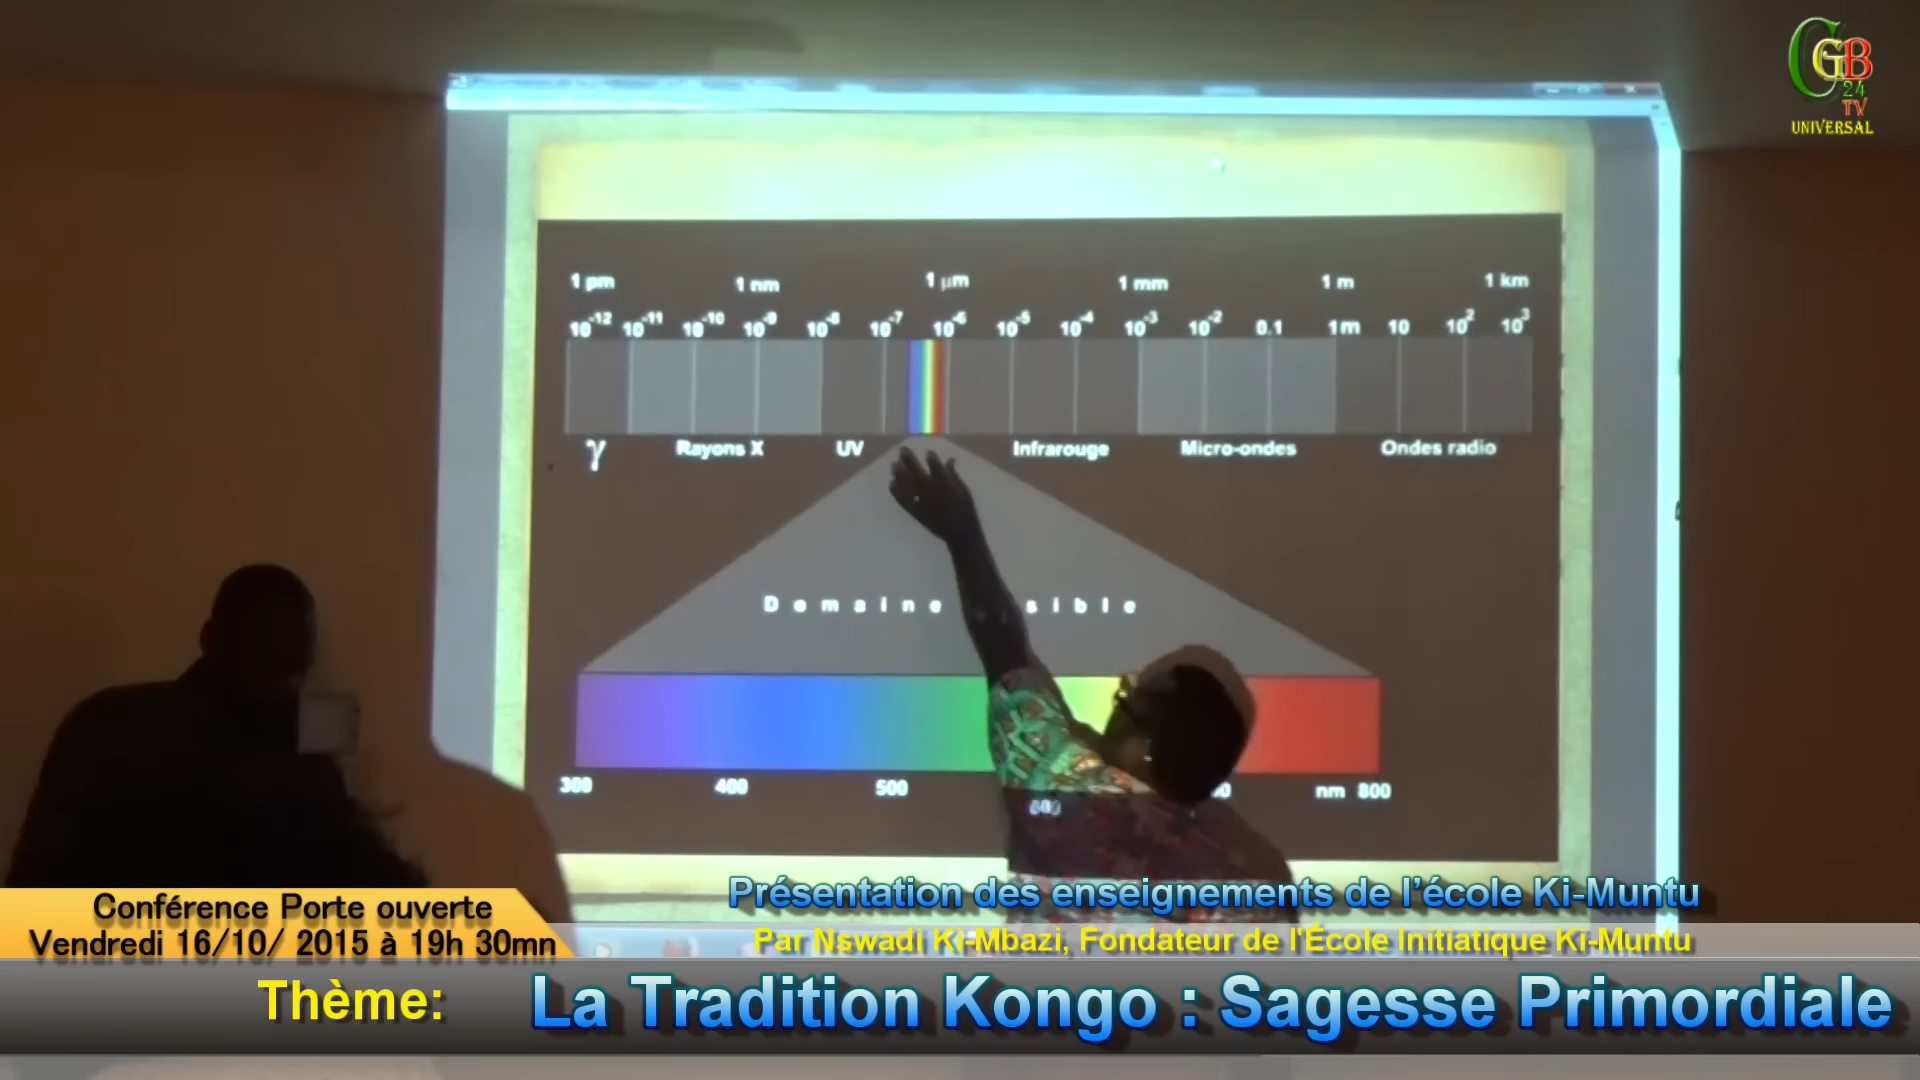 CGB
24
TV
UNIVERSAL
1 pm 1 nm 1 µm 1 mm 1 m 1 km
10⁻¹² 10⁻¹¹ 10⁻¹⁰ 10⁻⁹ 10⁻⁸ 10⁻⁷ 10⁻⁶ 10⁻⁵ 10⁻⁴ 10⁻³ 10⁻² 0.1 1m 10 10² 10³
γ Rayons X UV Infrarouge Micro-ondes Ondes radio
Domaine sible
300 400 500 nm 800
Conférence Porte ouverte
Vendredi 16/10/ 2015 à 19h 30mn
Présentation des enseignements de l'école Ki-Muntu
Par Nswadi Ki-Mbazi, Fondateur de l'École Initiatique Ki-Muntu
Thème: La Tradition Kongo : Sagesse Primordiale